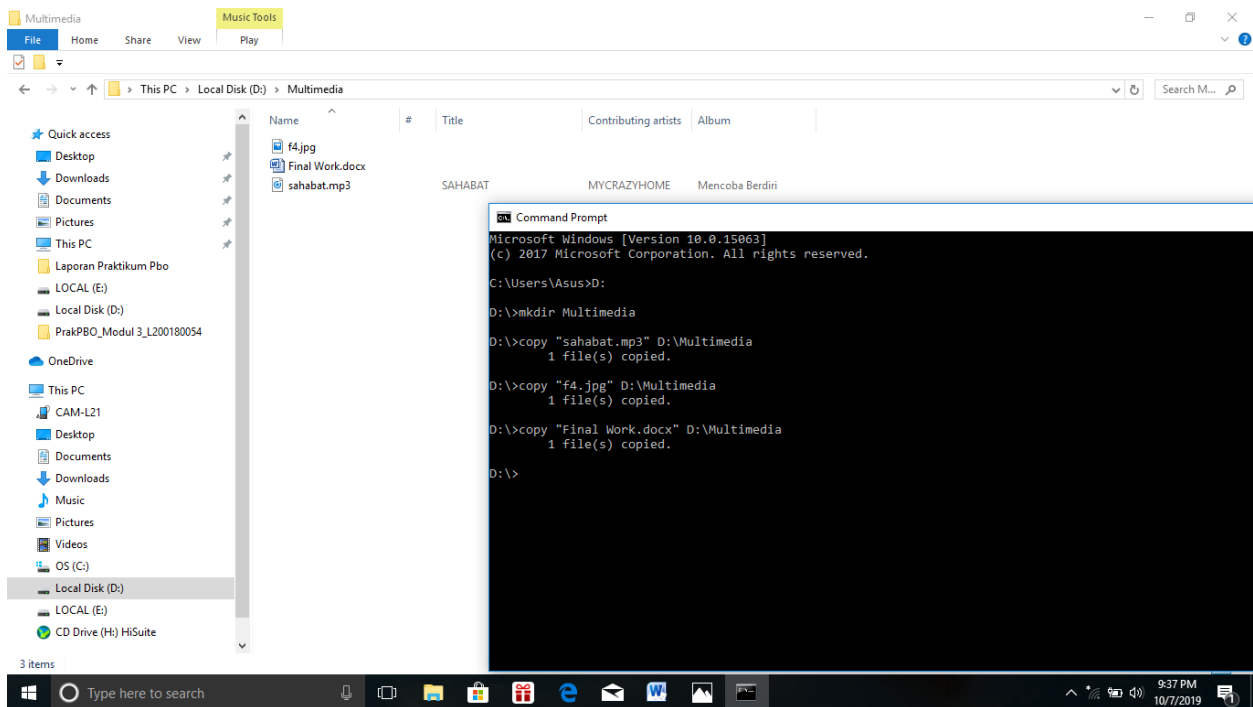 Multimedia
Music Tools
File Home Share View Play
This PC > Local Disk (D:) > Multimedia
Search M...
Name # Title Contributing artists Album
Quick access
Desktop
Downloads
Documents
Pictures
This PC
Laporan Praktikum Pbo
LOCAL (E:)
Local Disk (D:)
PrakPBO_Modul 3_L200180054
OneDrive
This PC
CAM-L21
Desktop
Documents
Downloads
Music
Pictures
Videos
OS (C:)
Local Disk (D:)
LOCAL (E:)
CD Drive (H:) HiSuite
3 items
f4.jpg
Final Work.docx
sahabat.mp3 SAHABAT MYCRAZYHOME Mencoba Berdiri
Command Prompt
Microsoft Windows [Version 10.0.15063]
(c) 2017 Microsoft Corporation. All rights reserved.
C:\Users\Asus>D:
D:\>mkdir Multimedia
D:\>copy "sahabat.mp3" D:\Multimedia
1 file(s) copied.
D:\>copy "f4.jpg" D:\Multimedia
1 file(s) copied.
D:\>copy "Final Work.docx" D:\Multimedia
1 file(s) copied.
D:\>
Type here to search
9:37 PM
10/7/2019
1